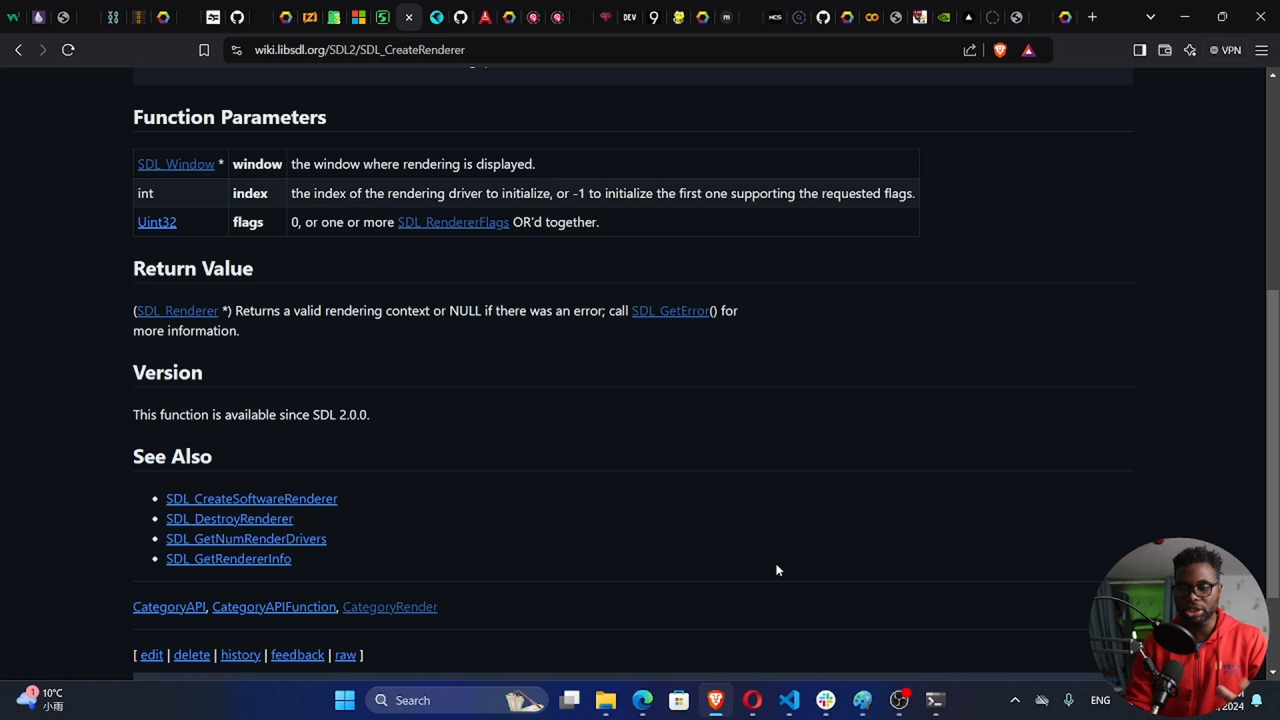 DEV
wiki.libsdl.org/SDL2/SDL_CreateRenderer
VPN
Function Parameters
SDL_Window * window the window where rendering is displayed.
int index the index of the rendering driver to initialize, or -1 to initialize the first one supporting the requested flags.
Uint32 flags 0, or one or more SDL_RendererFlags OR'd together.
Return Value
(SDL_Renderer *) Returns a valid rendering context or NULL if there was an error; call SDL_GetError() for
more information.
Version
This function is available since SDL 2.0.0.
See Also
• SDL_CreateSoftwareRenderer
• SDL_DestroyRenderer
• SDL_GetNumRenderDrivers
• SDL_GetRendererInfo
CategoryAPI, CategoryAPIFunction, CategoryRender
[ edit | delete | history | feedback | raw ]
1
10°C
小雨
Search
ENG